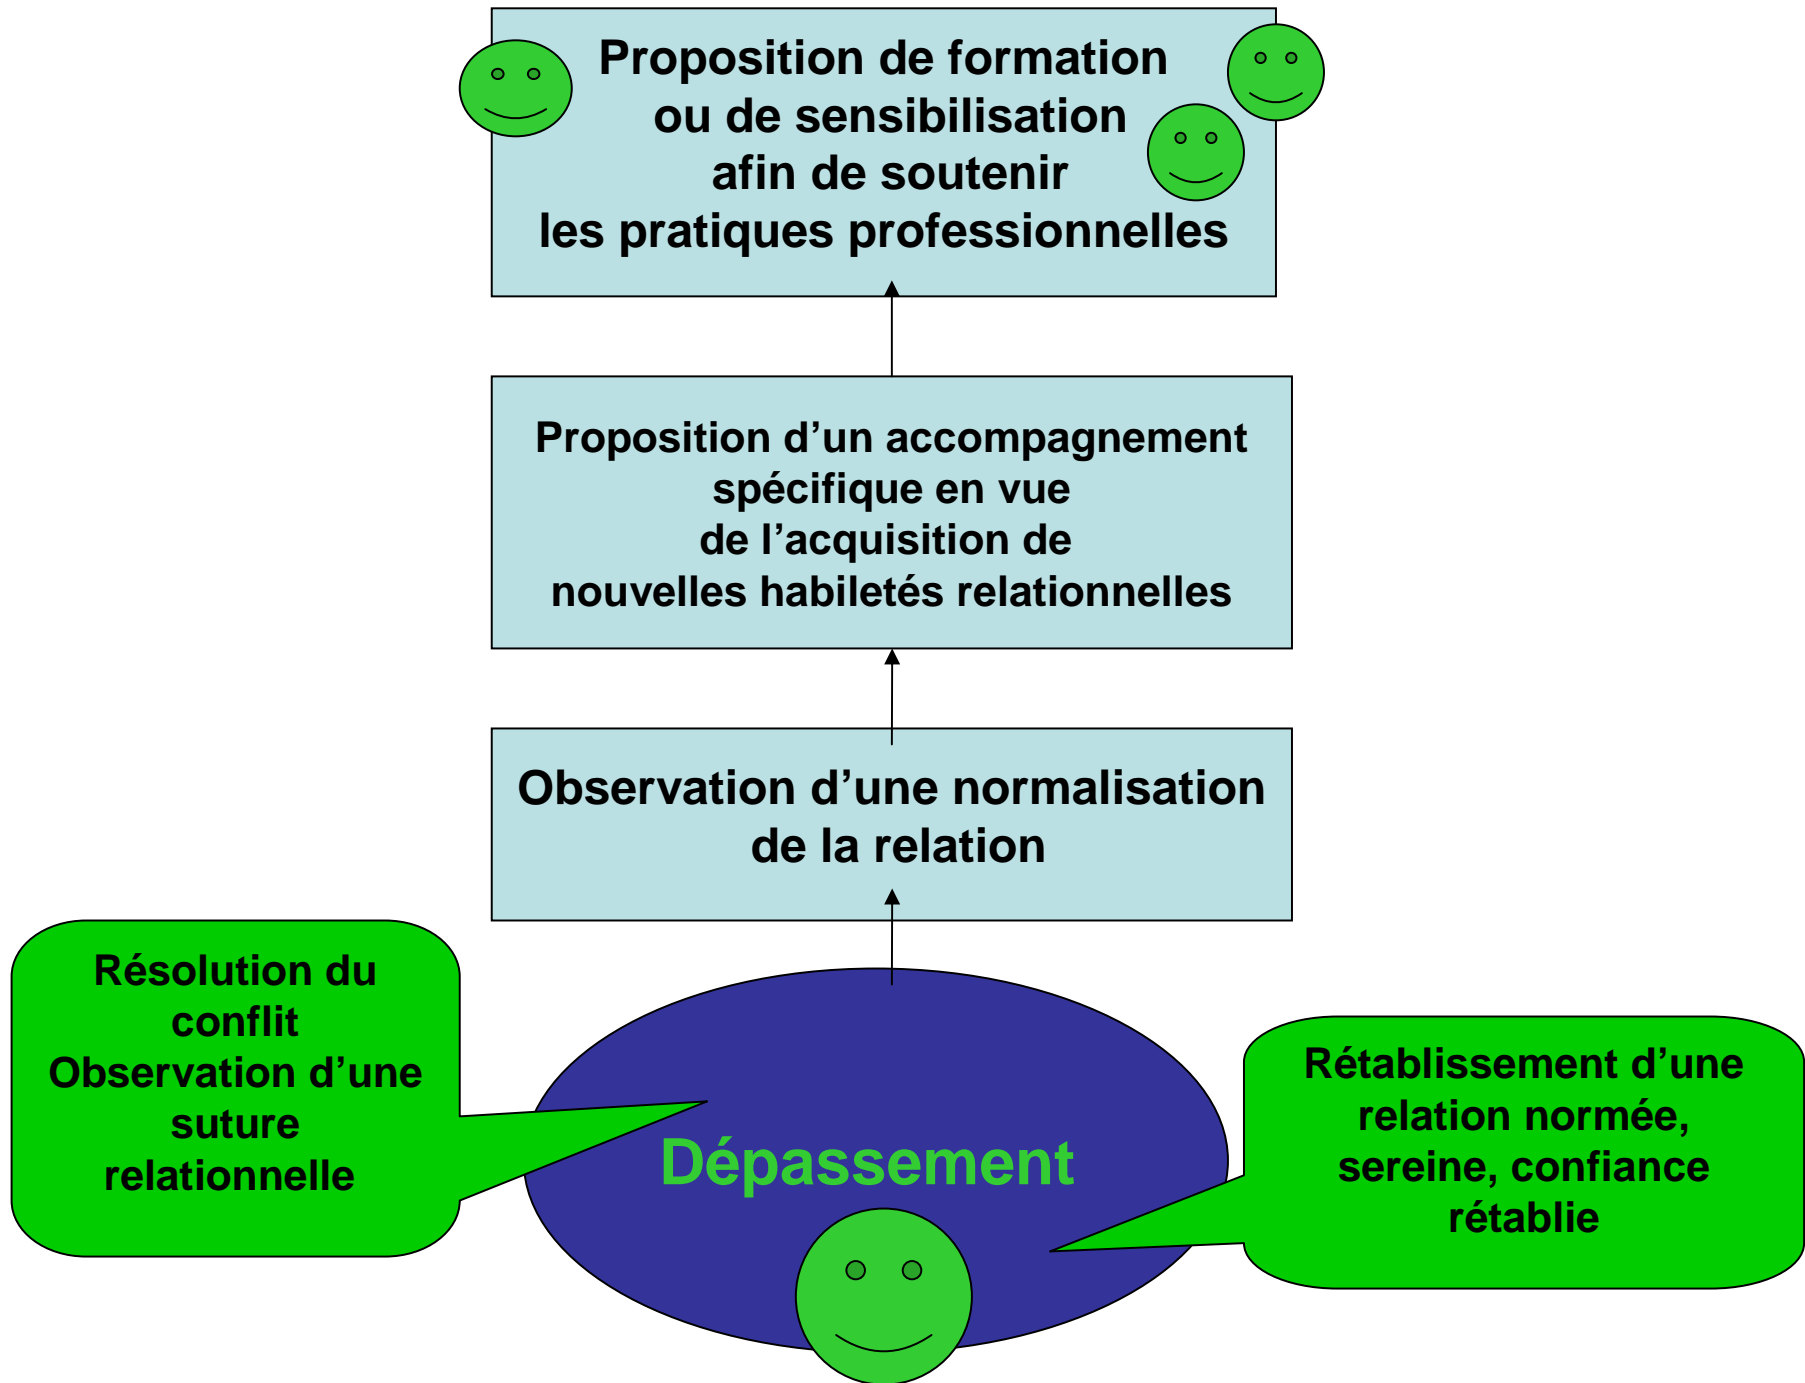 Proposition de formation
ou de sensibilisation
afin de soutenir
les pratiques professionnelles
Proposition d’un accompagnement
spécifique en vue
de l’acquisition de
nouvelles habiletés relationnelles
Observation d’une normalisation
de la relation
Résolution du
conflit
Observation d’une
suture
relationnelle
Dépassement
Rétablissement d’une
relation normée,
sereine, confiance
rétablie